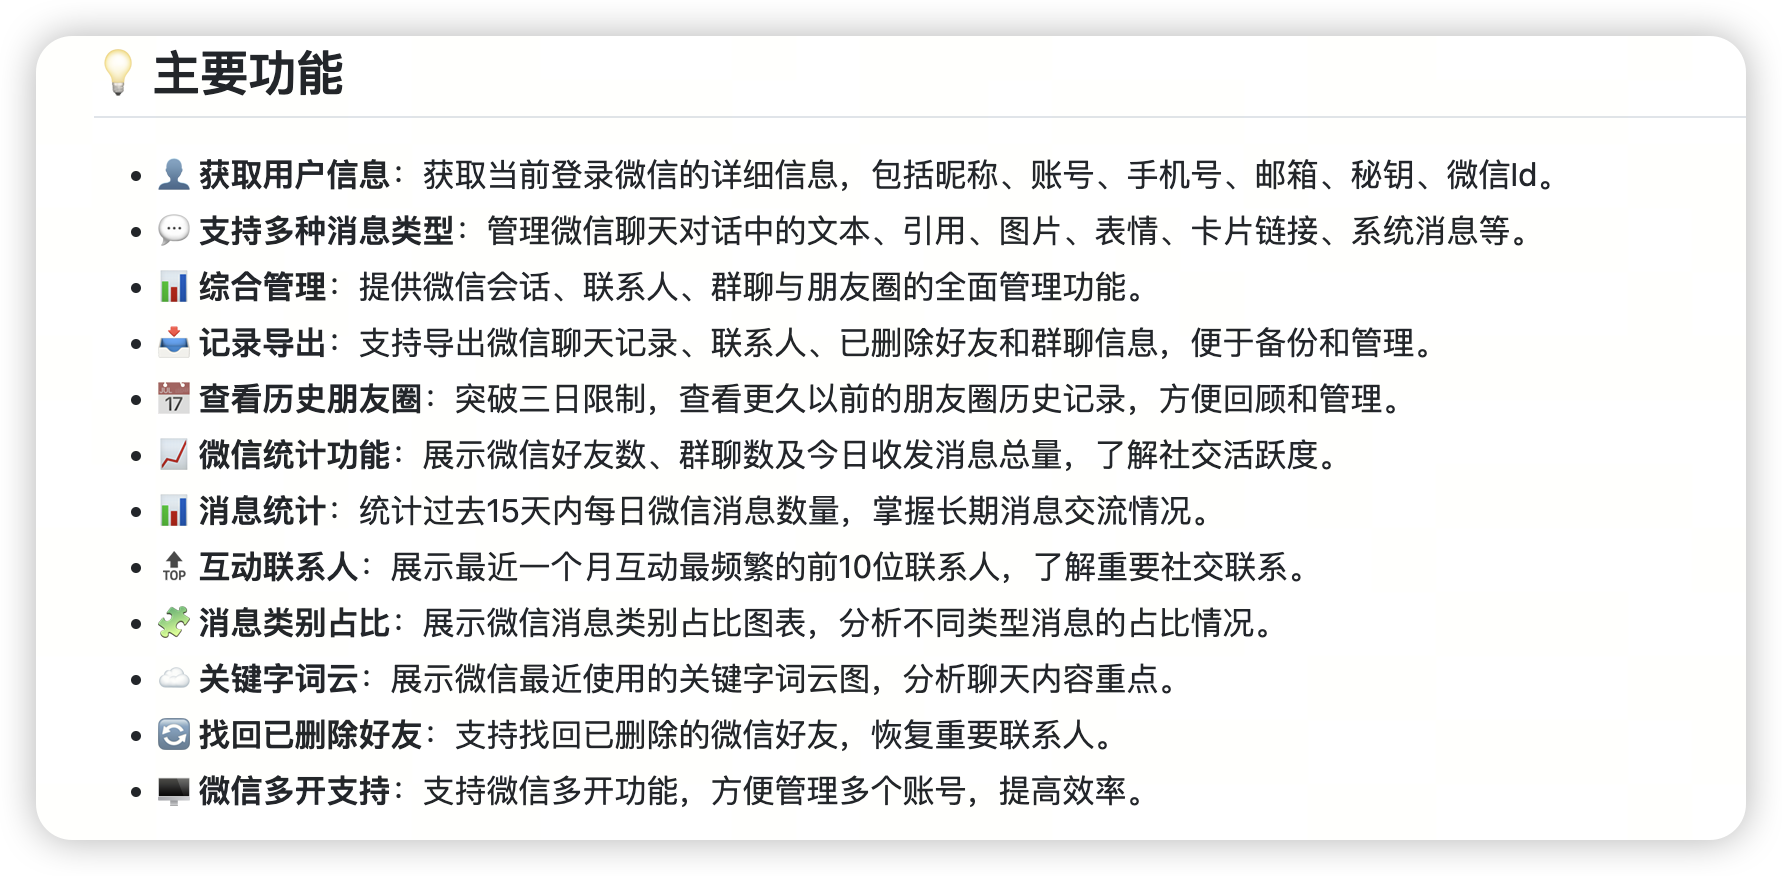 💡 主要功能
👤 获取用户信息：获取当前登录微信的详细信息，包括昵称、账号、手机号、邮箱、秘钥、微信Id。
💬 支持多种消息类型：管理微信聊天对话中的文本、引用、图片、表情、卡片链接、系统消息等。
📊 综合管理：提供微信会话、联系人、群聊与朋友圈的全面管理功能。
📥 记录导出：支持导出微信聊天记录、联系人、已删除好友和群聊信息，便于备份和管理。
📅 查看历史朋友圈：突破三日限制，查看更久以前的朋友圈历史记录，方便回顾和管理。
📈 微信统计功能：展示微信好友数、群聊数及今日收发消息总量，了解社交活跃度。
📊 消息统计：统计过去15天内每日微信消息数量，掌握长期消息交流情况。
🔝 互动联系人：展示最近一个月互动最频繁的前10位联系人，了解重要社交联系。
🧩 消息类别占比：展示微信消息类别占比图表，分析不同类型消息的占比情况。
☁️ 关键字词云：展示微信最近使用的关键字词云图，分析聊天内容重点。
🔄 找回已删除好友：支持找回已删除的微信好友，恢复重要联系人。
🖥️ 微信多开支持：支持微信多开功能，方便管理多个账号，提高效率。